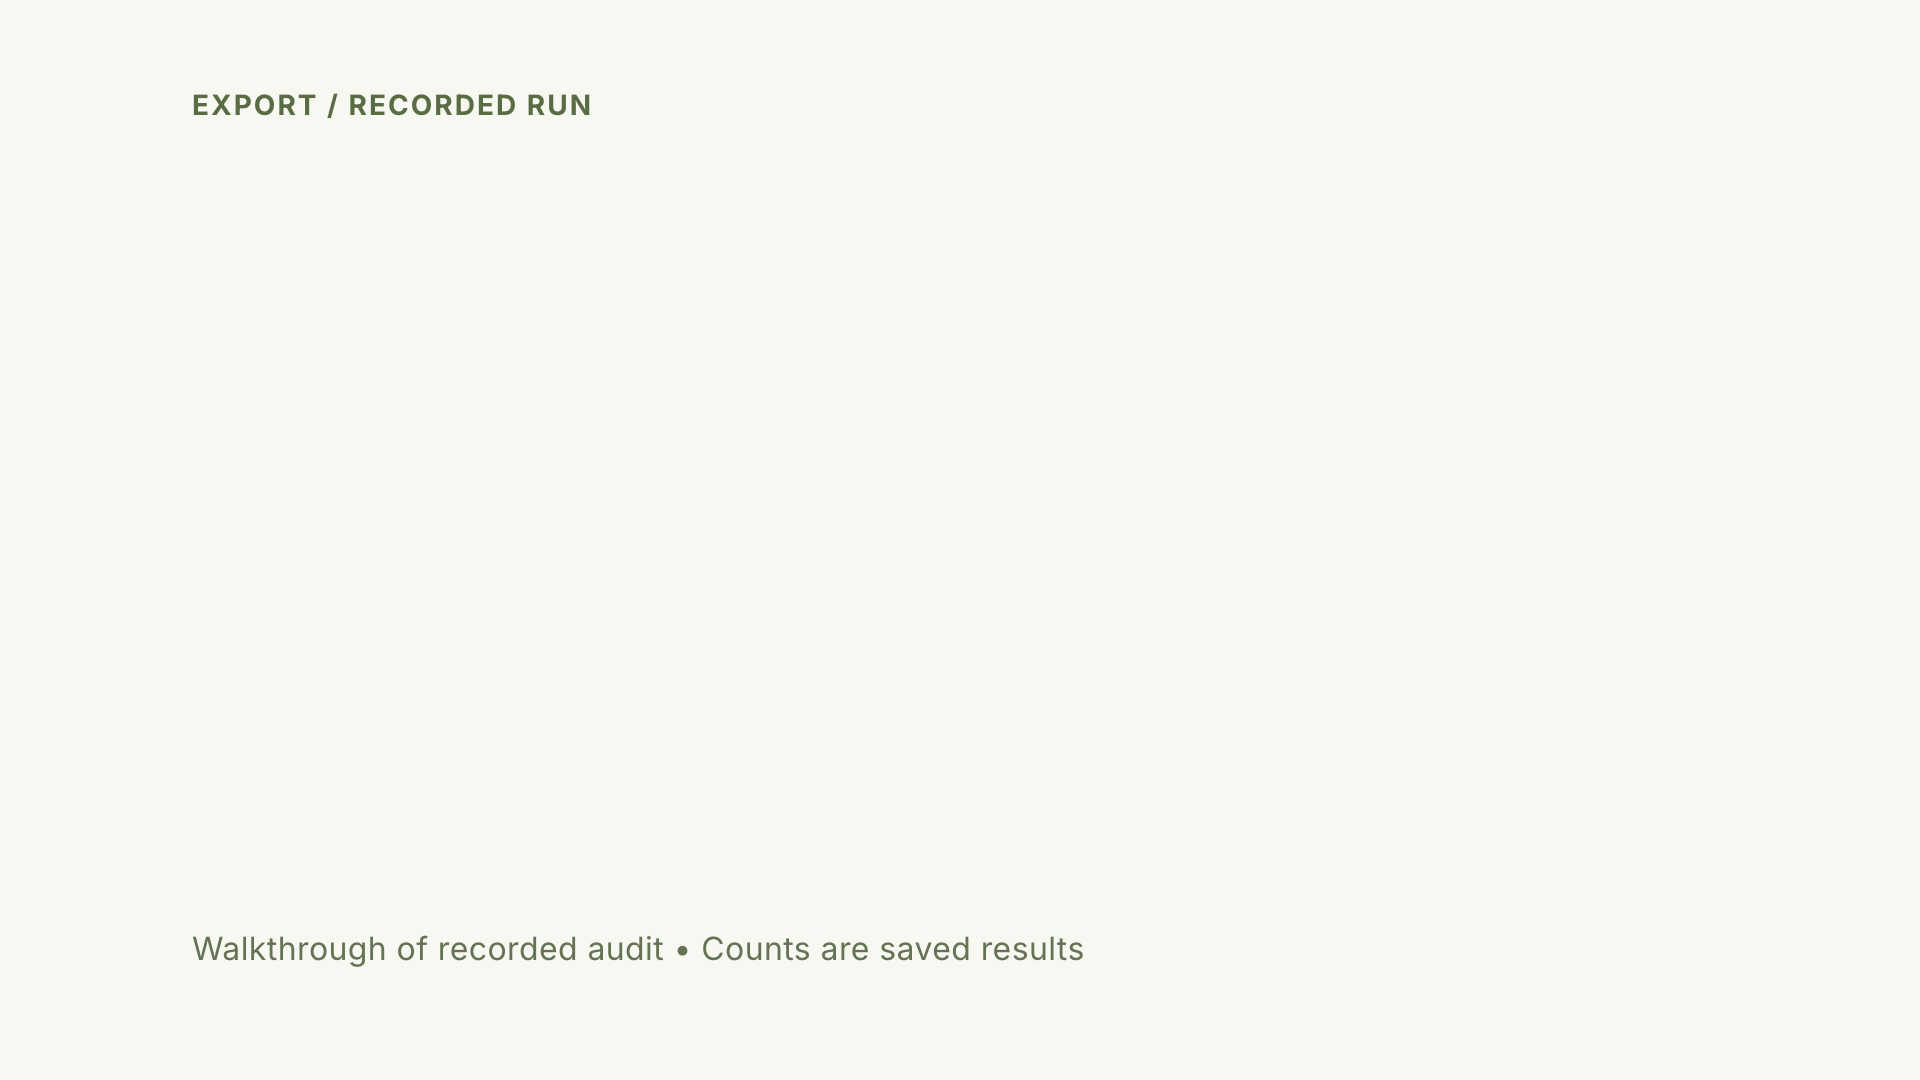 EXPORT / RECORDED RUN
Walkthrough of recorded audit • Counts are saved results